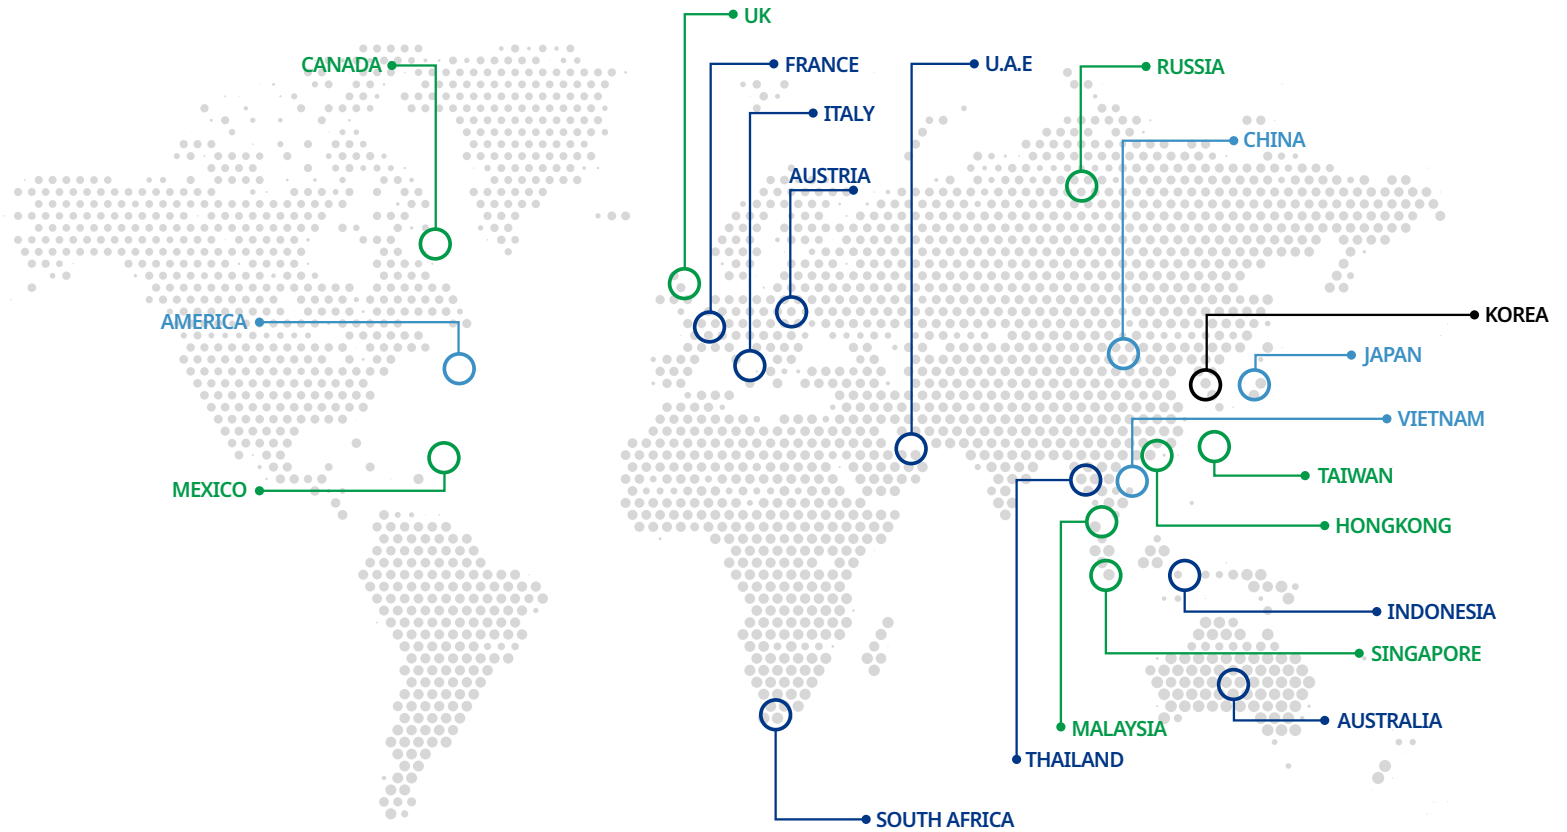 UK
CANADA
FRANCE
U.A.E
RUSSIA
ITALY
CHINA
AUSTRIA
AMERICA
KOREA
JAPAN
VIETNAM
TAIWAN
MEXICO
HONGKONG
INDONESIA
SINGAPORE
AUSTRALIA
MALAYSIA
THAILAND
SOUTH AFRICA